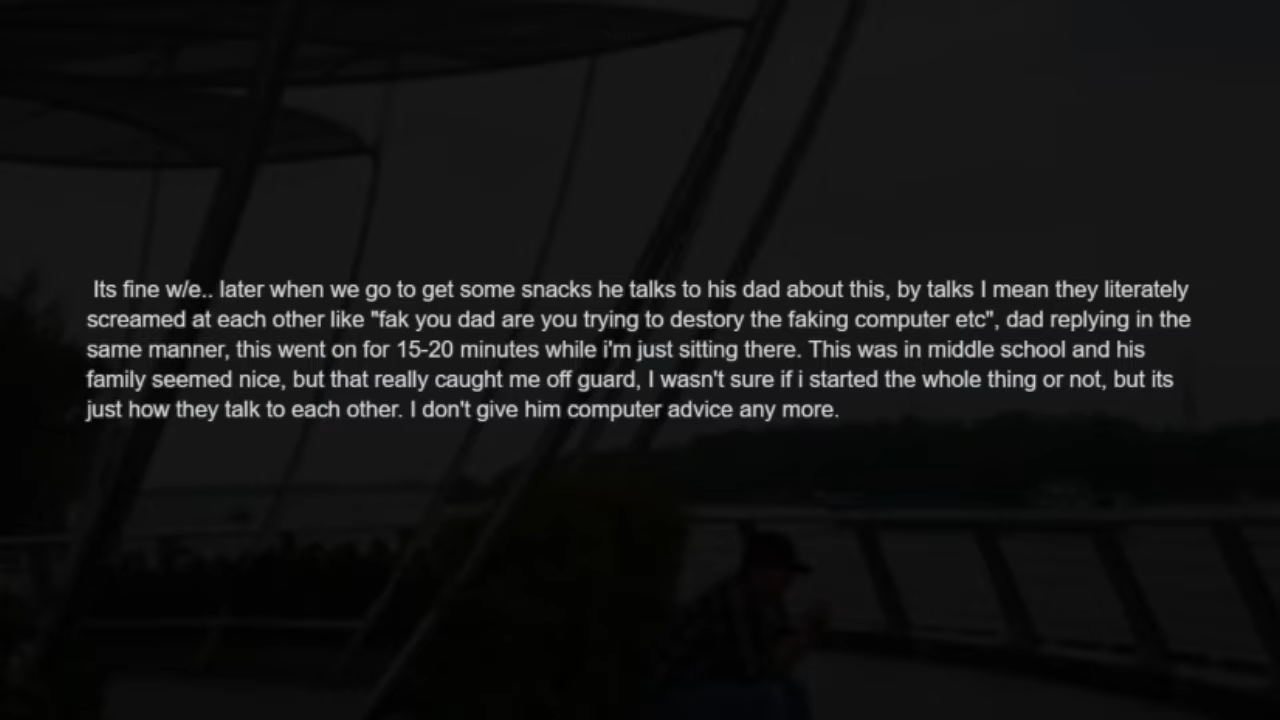 Its fine w/e.. later when we go to get some snacks he talks to his dad about this, by talks I mean they literately
screamed at each other like "fak you dad are you trying to destory the faking computer etc", dad replying in the
same manner, this went on for 15-20 minutes while i'm just sitting there. This was in middle school and his
family seemed nice, but that really caught me off guard, I wasn't sure if i started the whole thing or not, but its
just how they talk to each other. I don't give him computer advice any more.